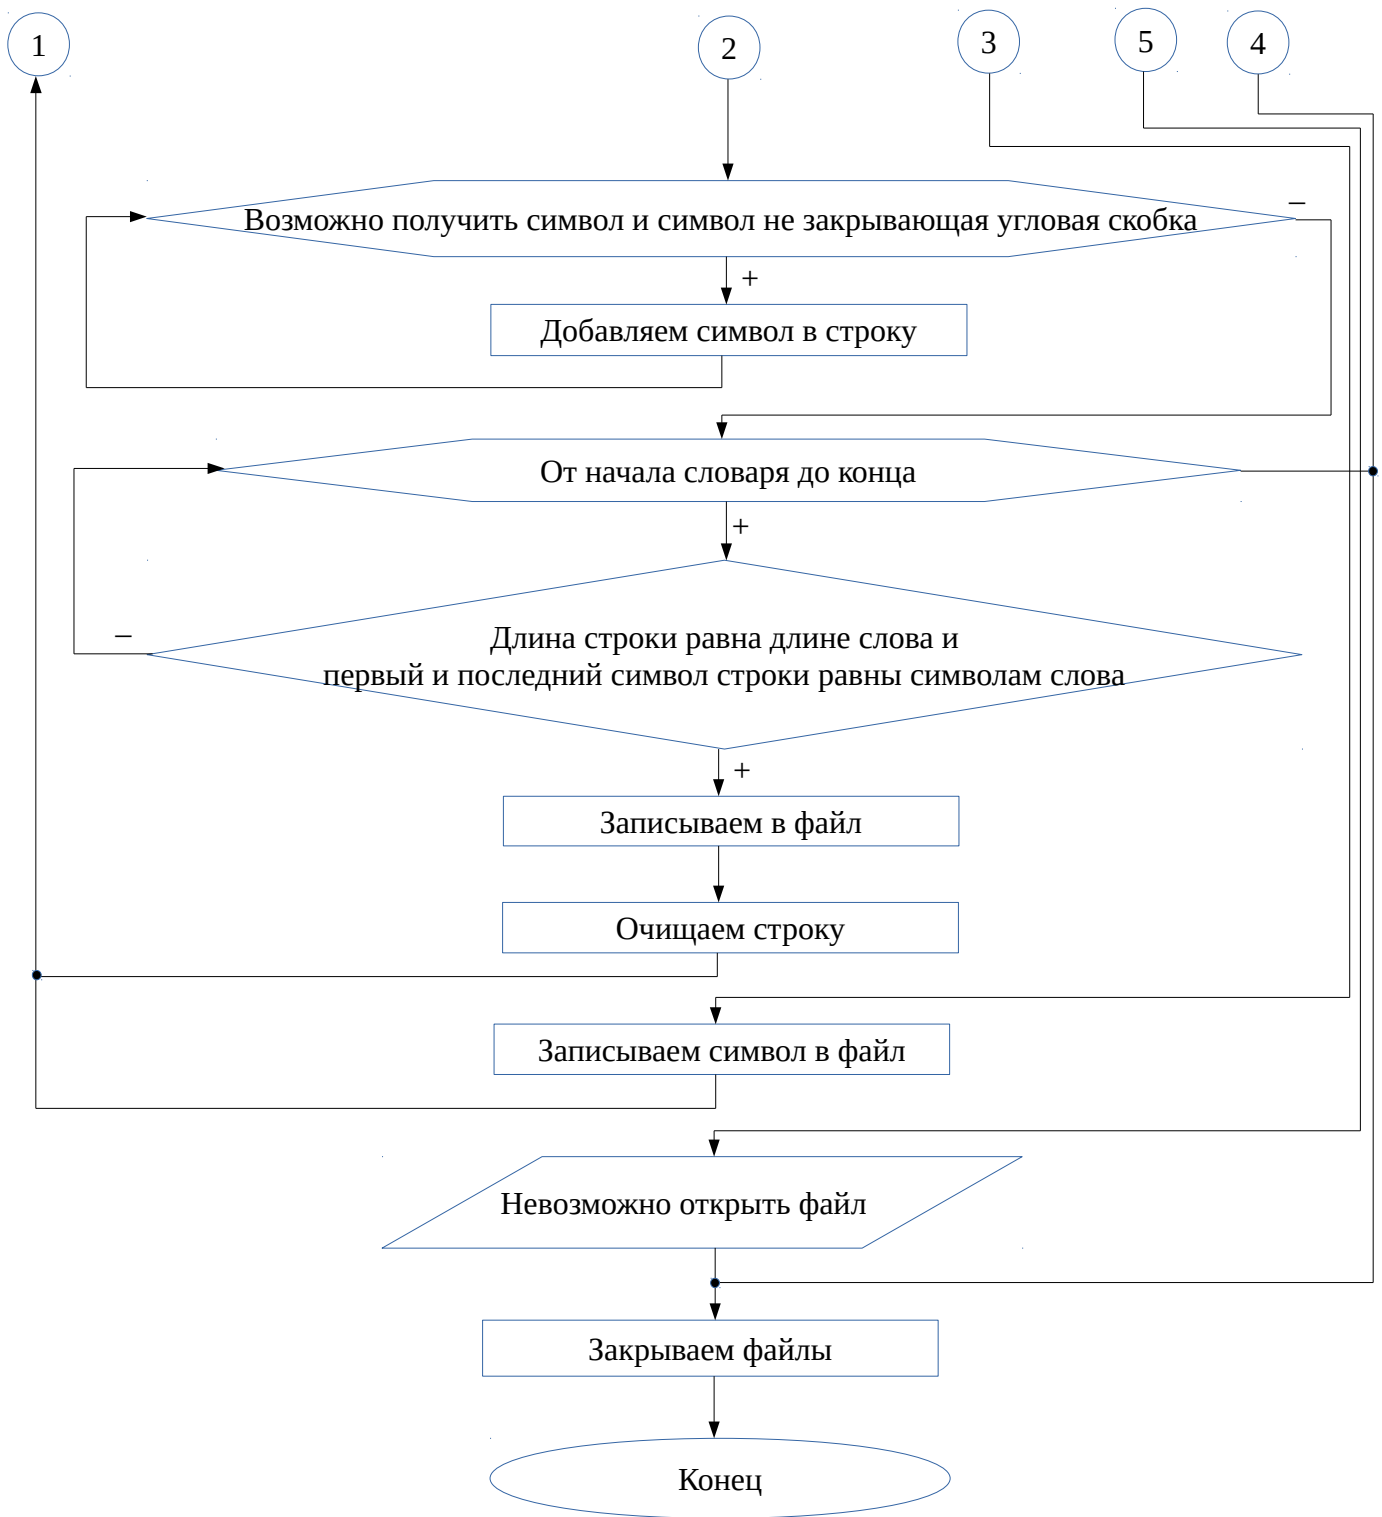 1
2
3
5
4
Возможно получить символ и символ не закрывающая угловая скобка
–
+
Добавляем символ в строку
От начала словаря до конца
+
–
Длина строки равна длине слова и
первый и последний символ строки равны символам слова
+
Записываем в файл
Очищаем строку
Записываем символ в файл
Невозможно открыть файл
Закрываем файлы
Конец